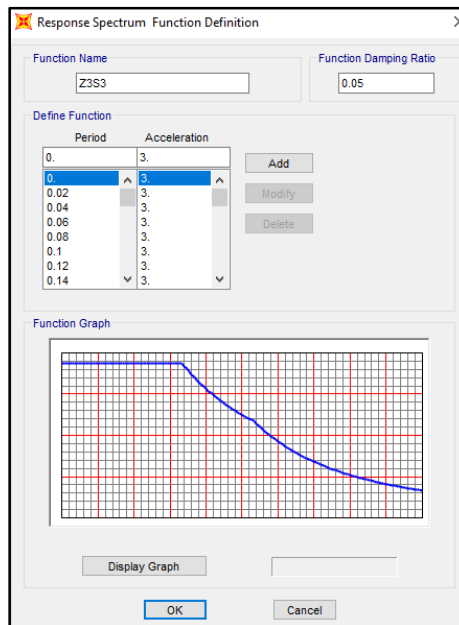 Response Spectrum Function Definition
Function Name
Function Damping Ratio
Z3S3
0.05
Define Function
Period
Acceleration
0.
3.
Add
0.
3.
0.02
3.
Modify
0.04
3.
0.06
3.
Delete
0.08
3.
0.1
3.
0.12
3.
0.14
3.
Function Graph
Display Graph
OK
Cancel